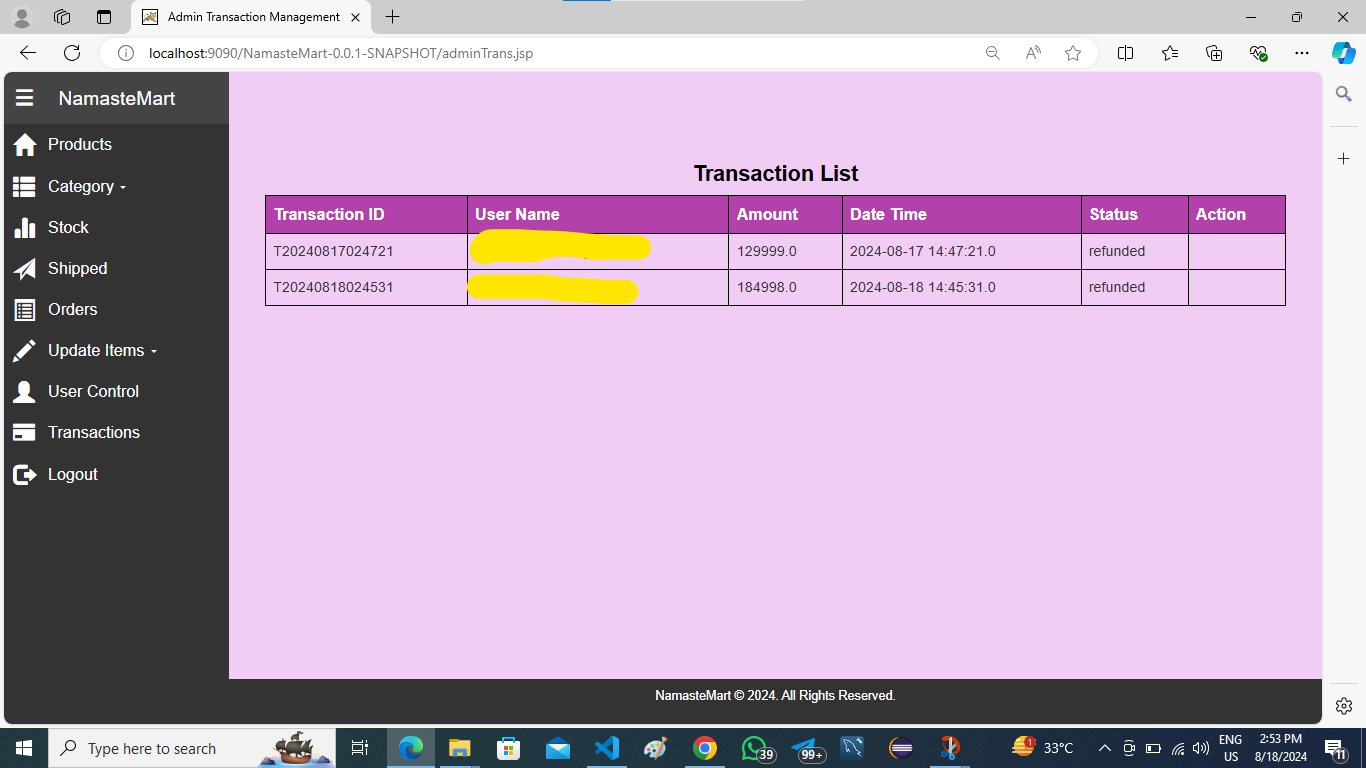 Admin Transaction Management
localhost:9090/NamasteMart-0.0.1-SNAPSHOT/adminTrans.jsp
NamasteMart
Products
Category
Stock
Shipped
Orders
Update Items
User Control
Transactions
Logout
Transaction List
Transaction ID User Name Amount Date Time Status Action
T20240817024721 129999.0 2024-08-17 14:47:21.0 refunded
T20240818024531 184998.0 2024-08-18 14:45:31.0 refunded
NamasteMart © 2024. All Rights Reserved.
Type here to search
39
99+
1
33°C
ENG
US
2:53 PM
8/18/2024
11